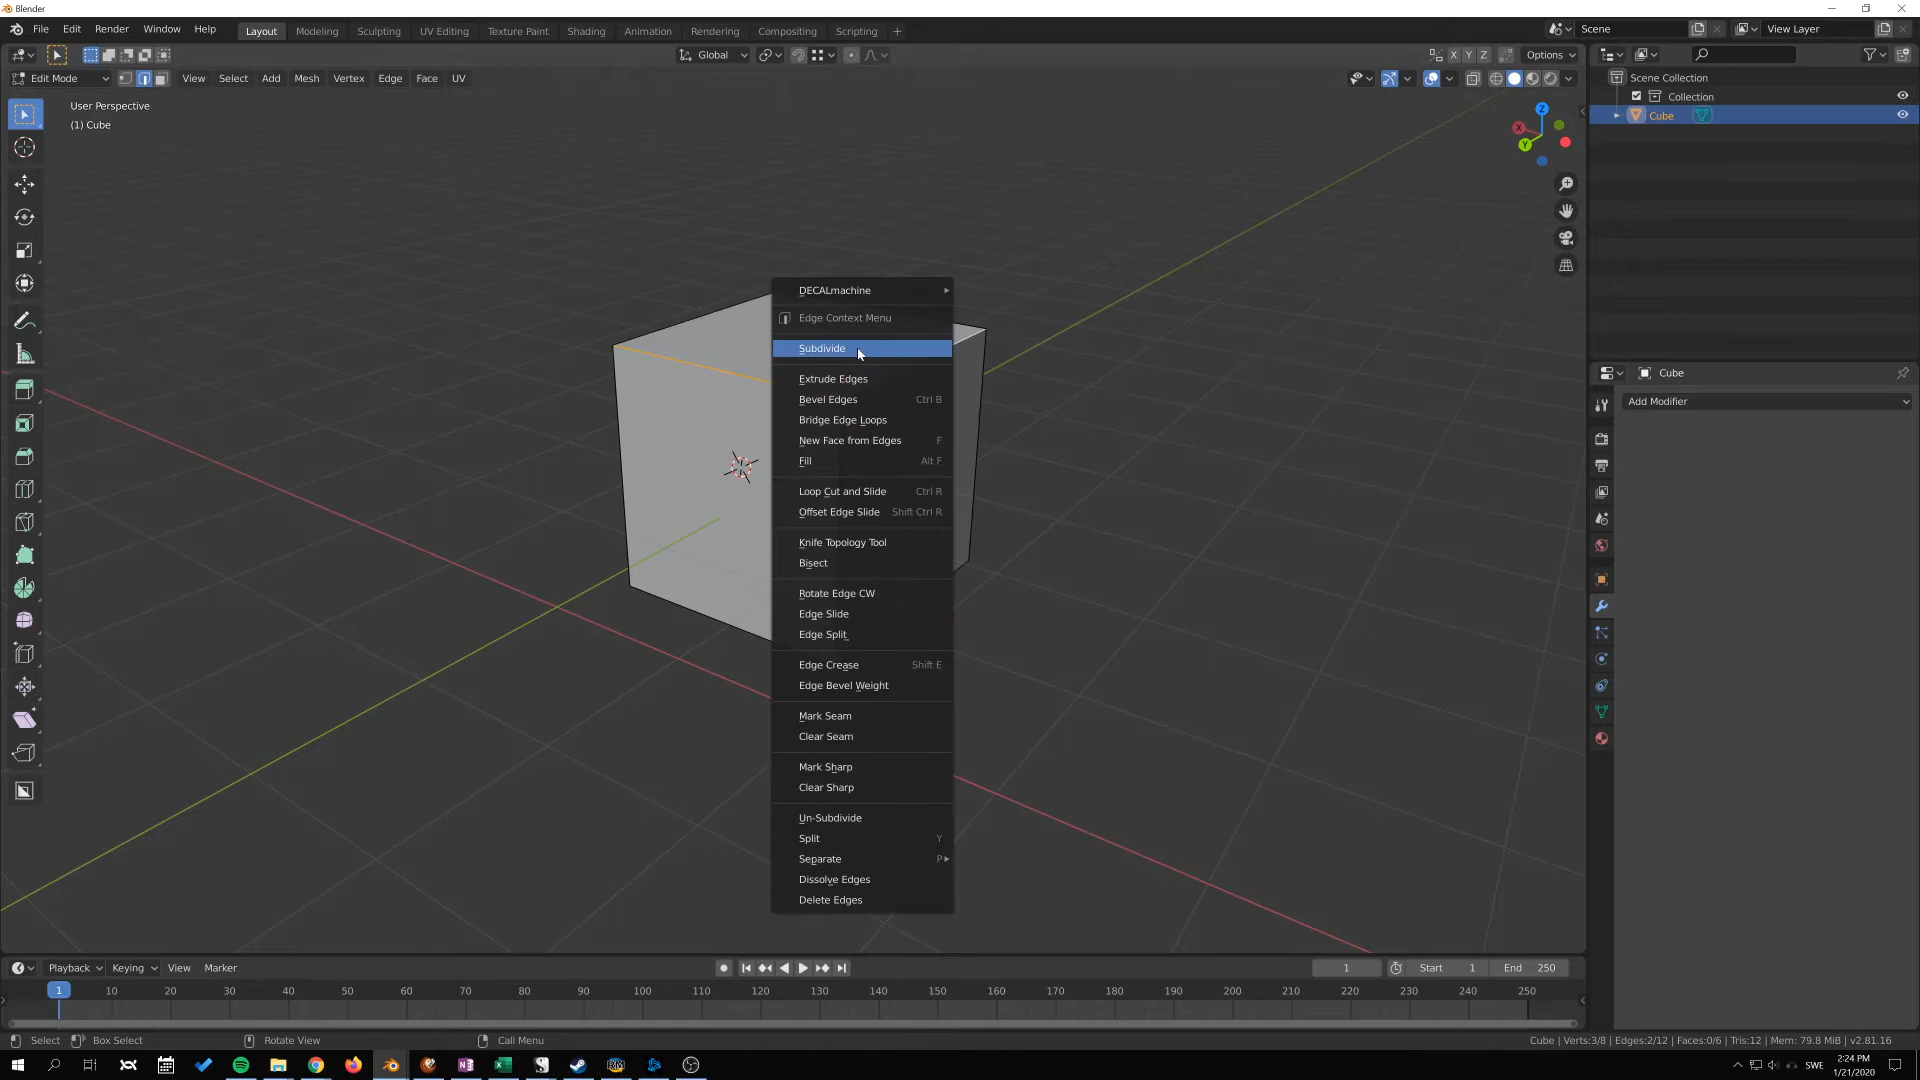 Blender
File Edit Render Window Help Layout Modeling Sculpting UV Editing Texture Paint Shading Animation Rendering Compositing Scripting + Scene View Layer
Global X Y Z Options
Edit Mode View Select Add Mesh Vertex Edge Face UV
User Perspective
(1) Cube
Z
X
Y
Scene Collection
Collection
Cube
Cube
Add Modifier
DECALmachine
Edge Context Menu
Subdivide
Extrude Edges
Bevel Edges Ctrl B
Bridge Edge Loops
New Face from Edges F
Fill Alt F
Loop Cut and Slide Ctrl R
Offset Edge Slide Shift Ctrl R
Knife Topology Tool
Bisect
Rotate Edge CW
Edge Slide
Edge Split
Edge Crease Shift E
Edge Bevel Weight
Mark Seam
Clear Seam
Mark Sharp
Clear Sharp
Un-Subdivide
Split Y
Separate P
Dissolve Edges
Delete Edges
Playback Keying View Marker 1 Start 1 End 250
1 10 20 30 40 50 60 70 80 90 100 110 120 130 140 150 160 170 180 190 200 210 220 230 240 250
Select Box Select Rotate View Call Menu Cube | Verts:3/8 | Edges:2/12 | Faces:0/6 | Tris:12 | Mem: 79.8 MiB | v2.81.16
SWE 2:24 PM
1/21/2020